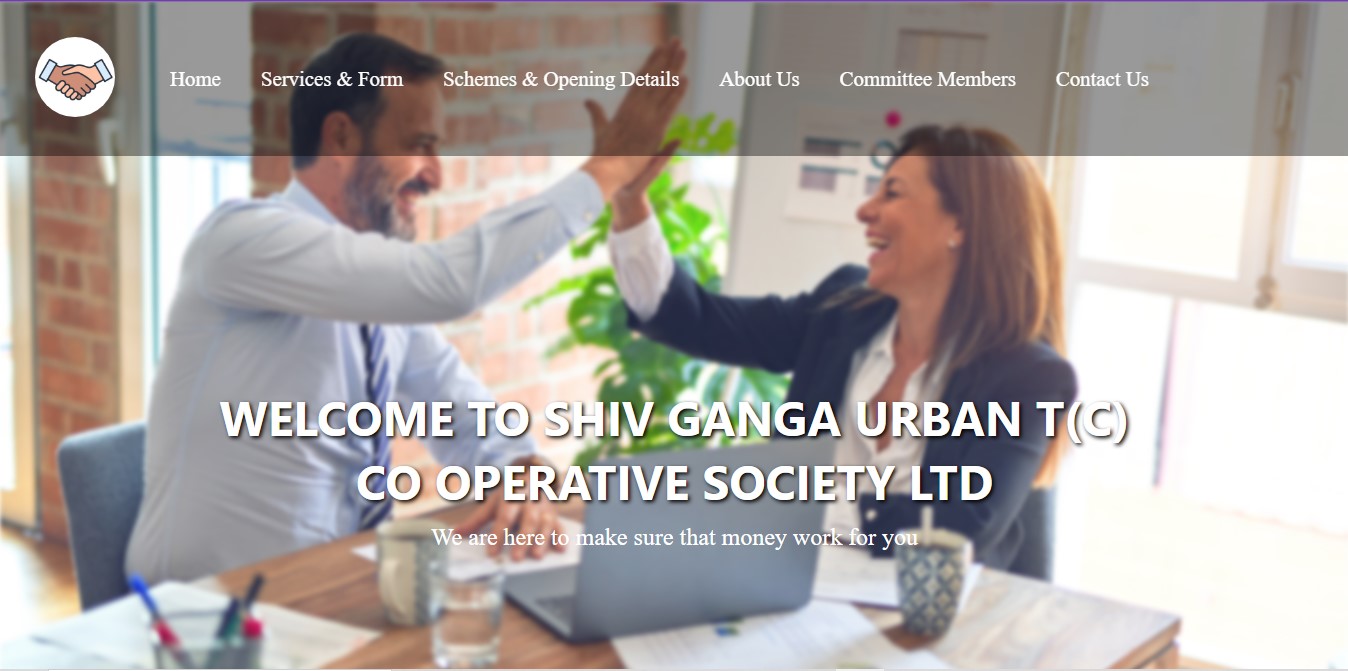 Home Services & Form Schemes & Opening Details About Us Committee Members Contact Us
WELCOME TO SHIV GANGA URBAN T(C)
CO OPERATIVE SOCIETY LTD
We are here to make sure that money work for you